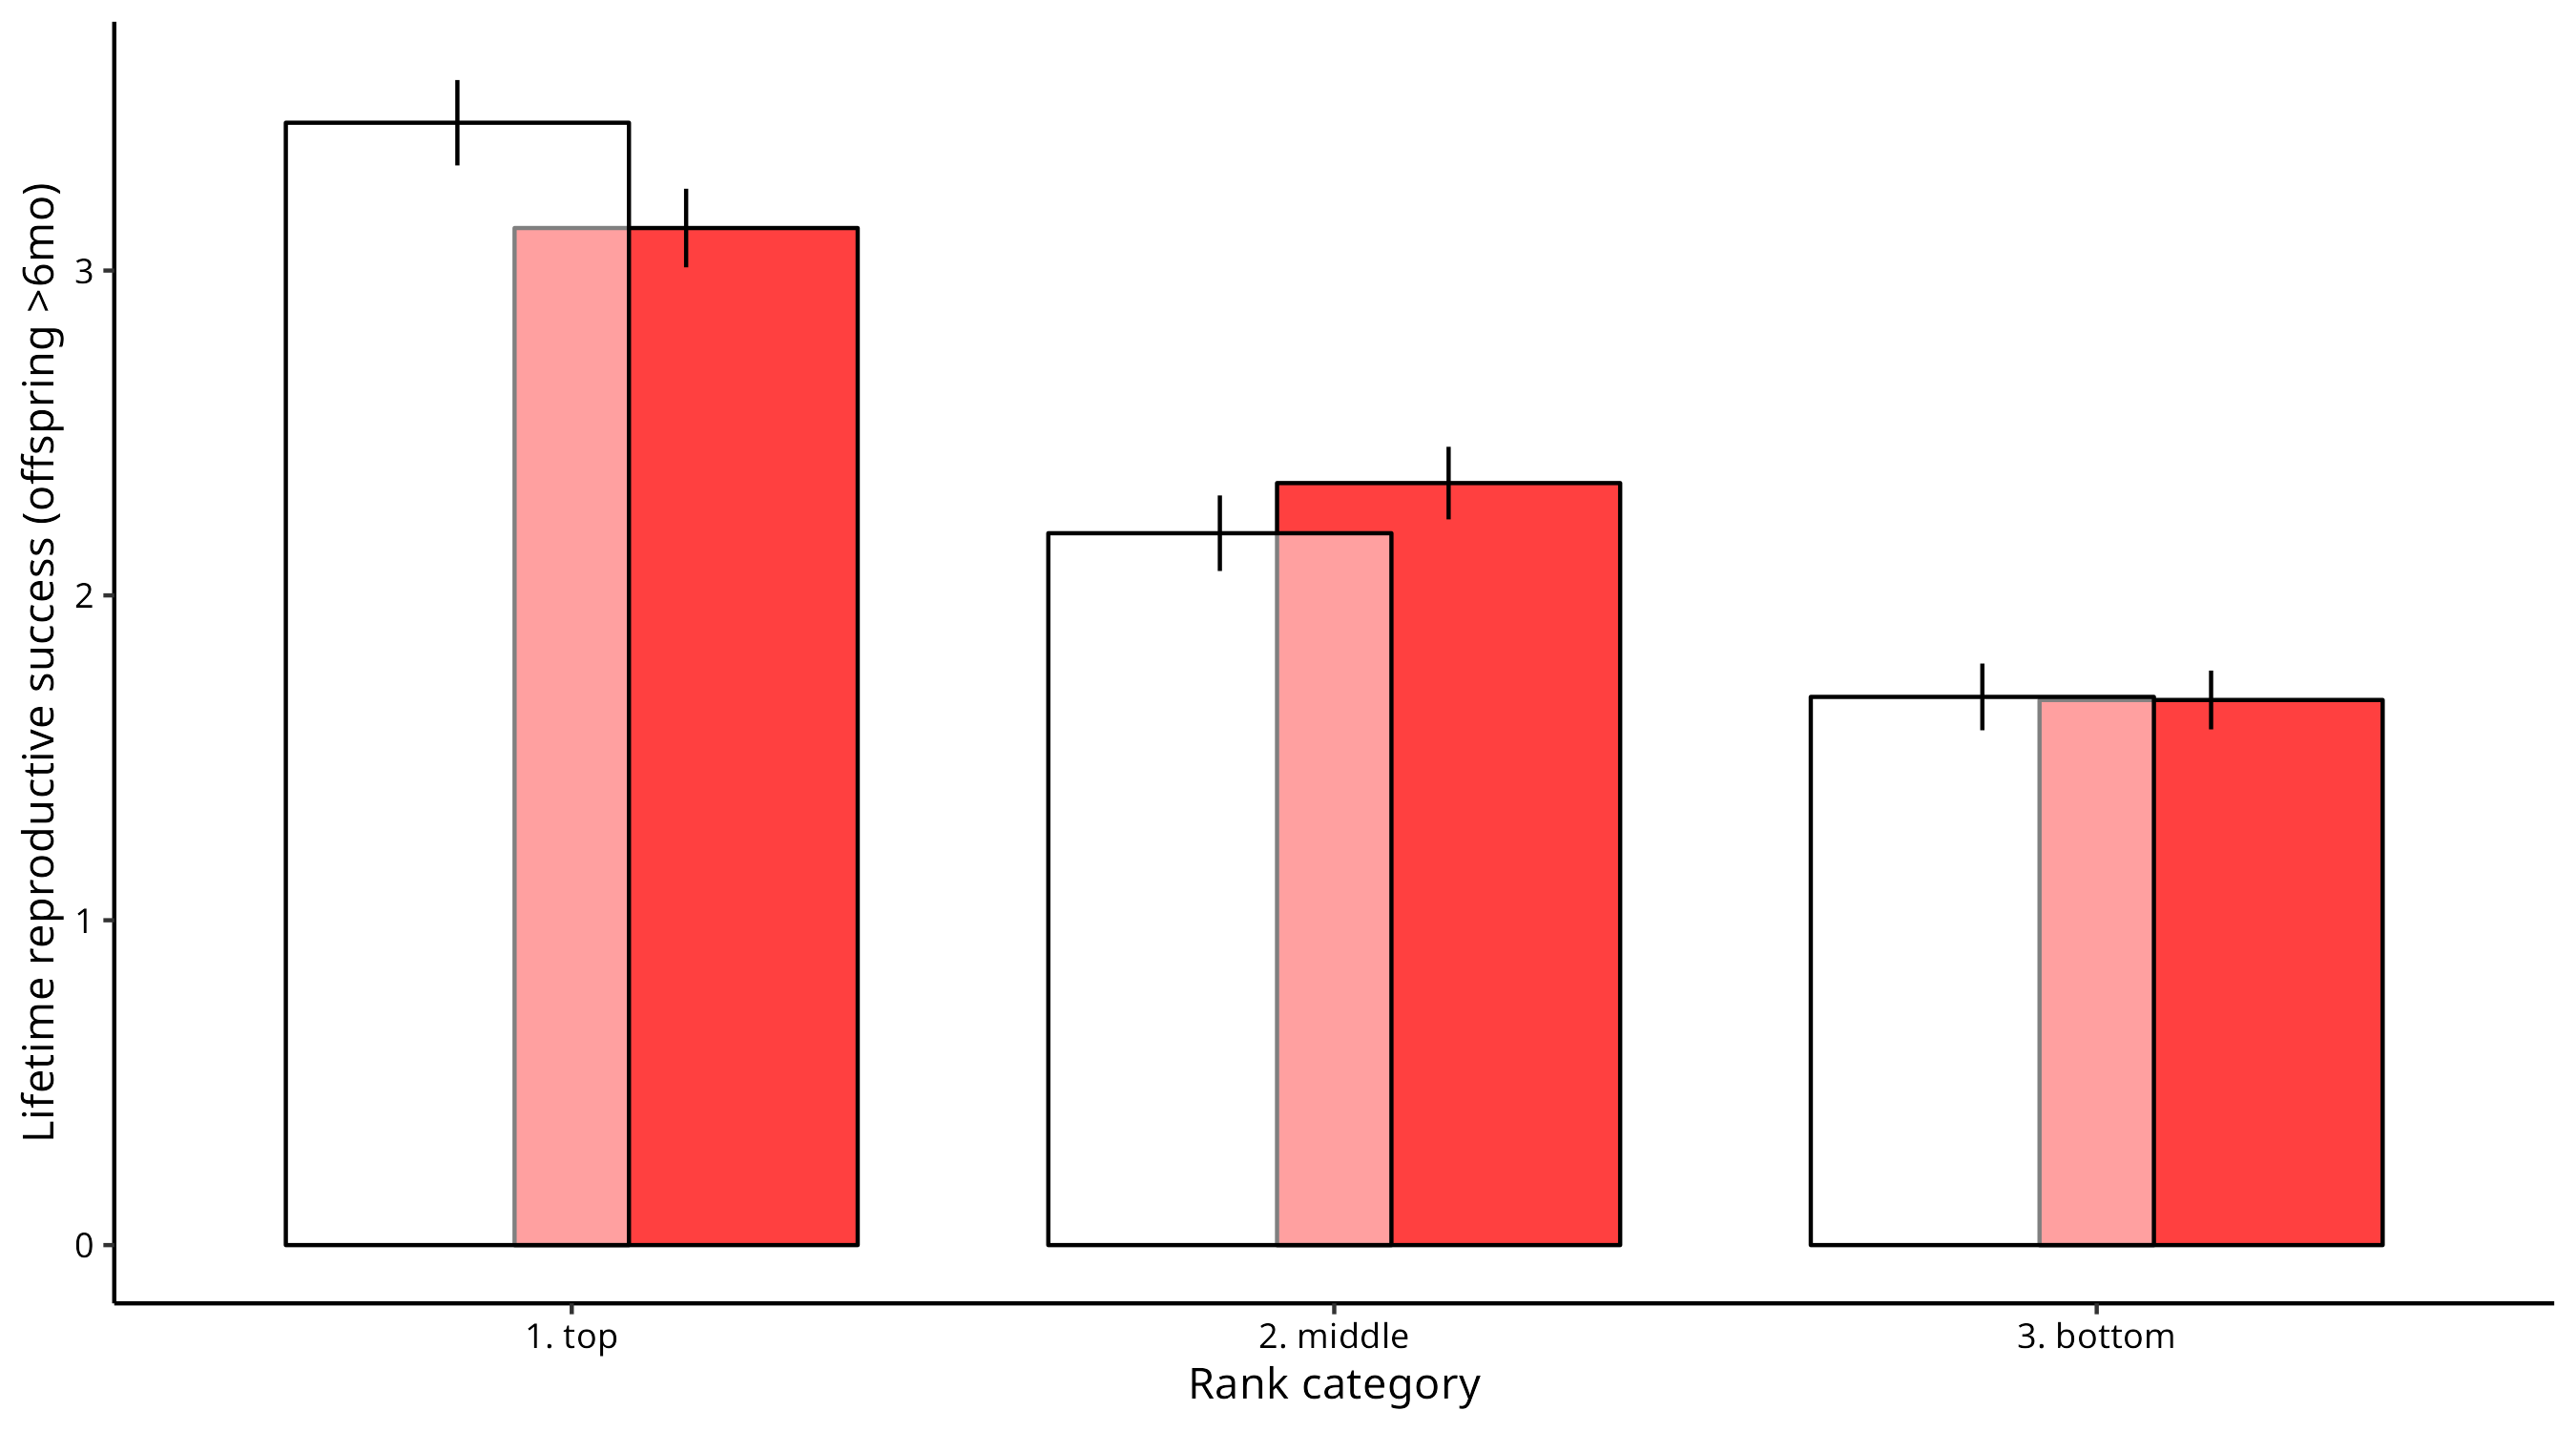 Lifetime reproductive success (offspring >6mo)
3
2
1
0
1. top
2. middle
3. bottom
Rank category